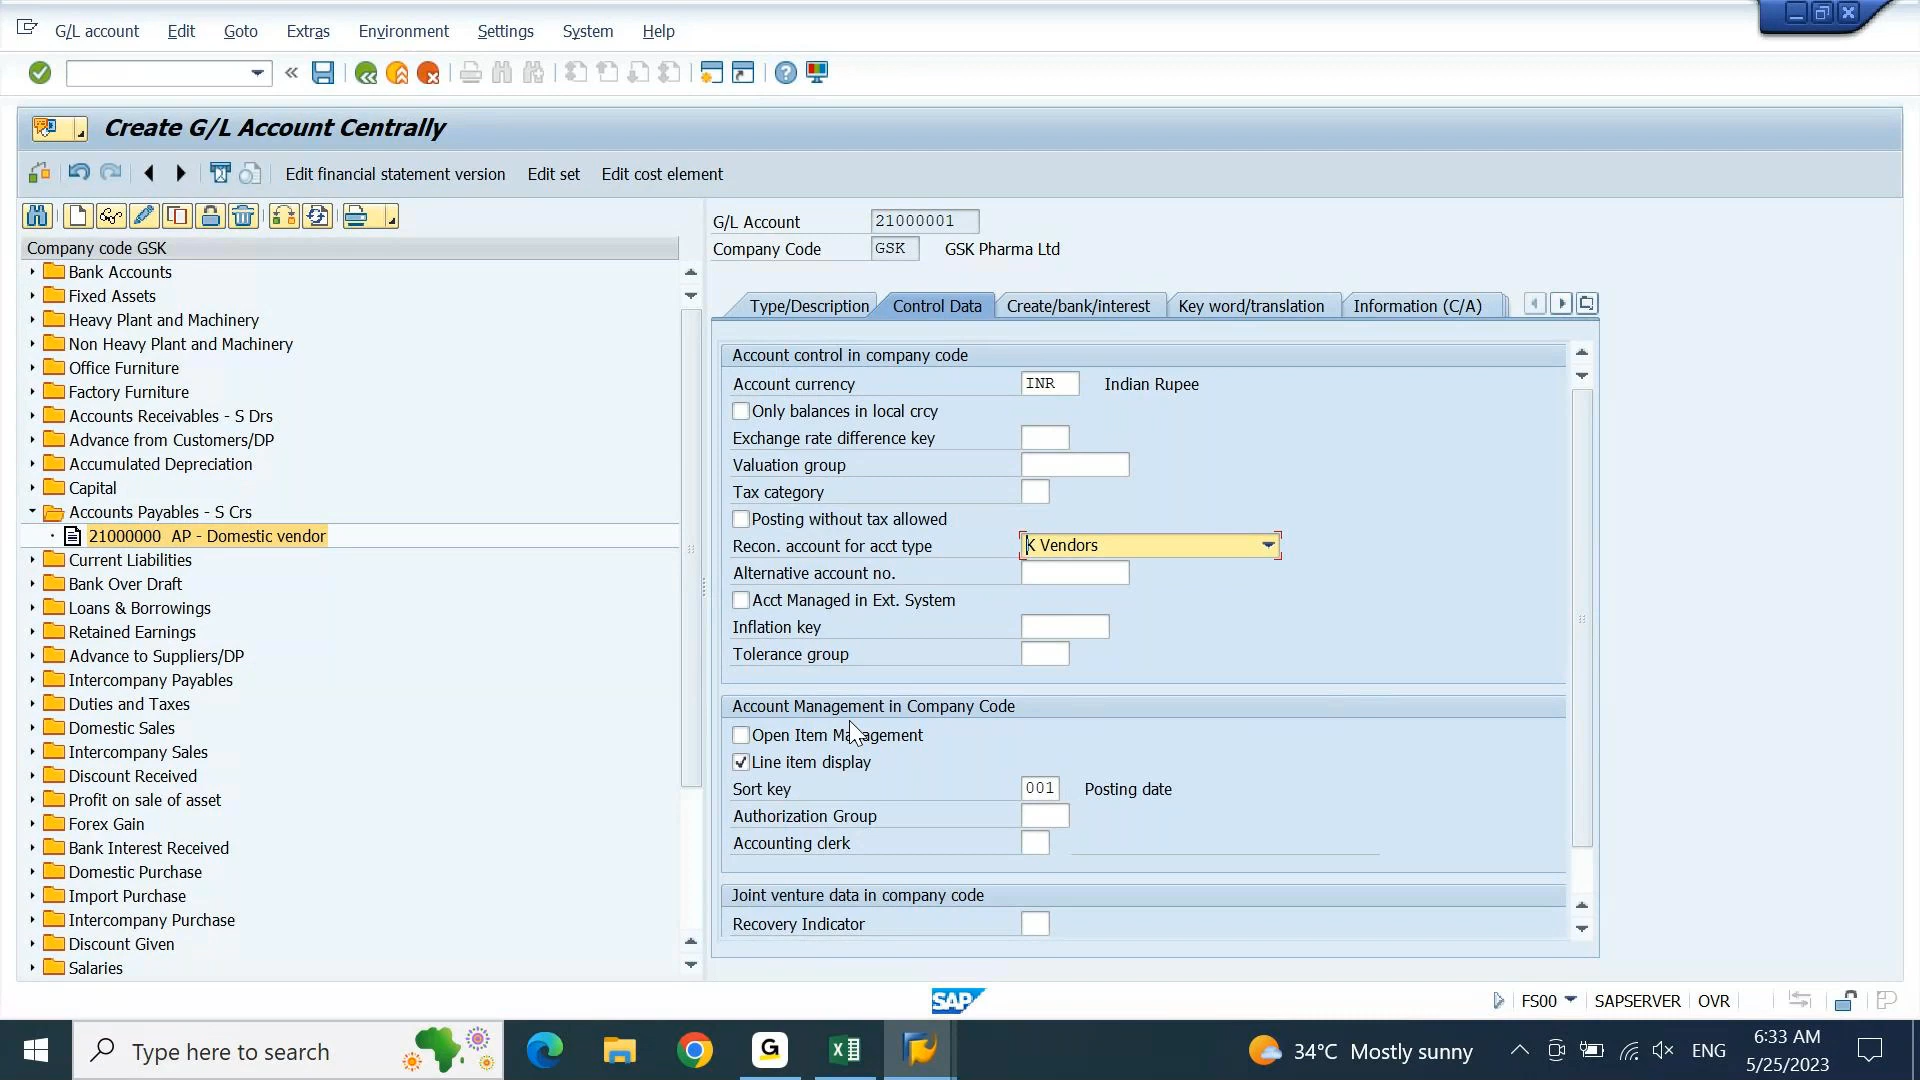 G/L account Edit Goto Extras Environment Settings System Help
Create G/L Account Centrally
Edit financial statement version Edit set Edit cost element
Company code GSK
Bank Accounts
Fixed Assets
Heavy Plant and Machinery
Non Heavy Plant and Machinery
Office Furniture
Factory Furniture
Accounts Receivables - S Drs
Advance from Customers/DP
Accumulated Depreciation
Capital
Accounts Payables - S Crs
21000000 AP - Domestic vendor
Current Liabilities
Bank Over Draft
Loans & Borrowings
Retained Earnings
Advance to Suppliers/DP
Intercompany Payables
Duties and Taxes
Domestic Sales
Intercompany Sales
Discount Received
Profit on sale of asset
Forex Gain
Bank Interest Received
Domestic Purchase
Import Purchase
Intercompany Purchase
Discount Given
Salaries
G/L Account 21000001
Company Code GSK GSK Pharma Ltd
Type/Description Control Data Create/bank/interest Key word/translation Information (C/A)
Account control in company code
Account currency INR Indian Rupee
Only balances in local crcy
Exchange rate difference key
Valuation group
Tax category
Posting without tax allowed
Recon. account for acct type K Vendors
Alternative account no.
Acct Managed in Ext. System
Inflation key
Tolerance group
Account Management in Company Code
Open Item Management
Line item display
Sort key 001 Posting date
Authorization Group
Accounting clerk
Joint venture data in company code
Recovery Indicator
SAP FS00 SAPSERVER OVR
Type here to search 34°C Mostly sunny ENG 6:33 AM
5/25/2023